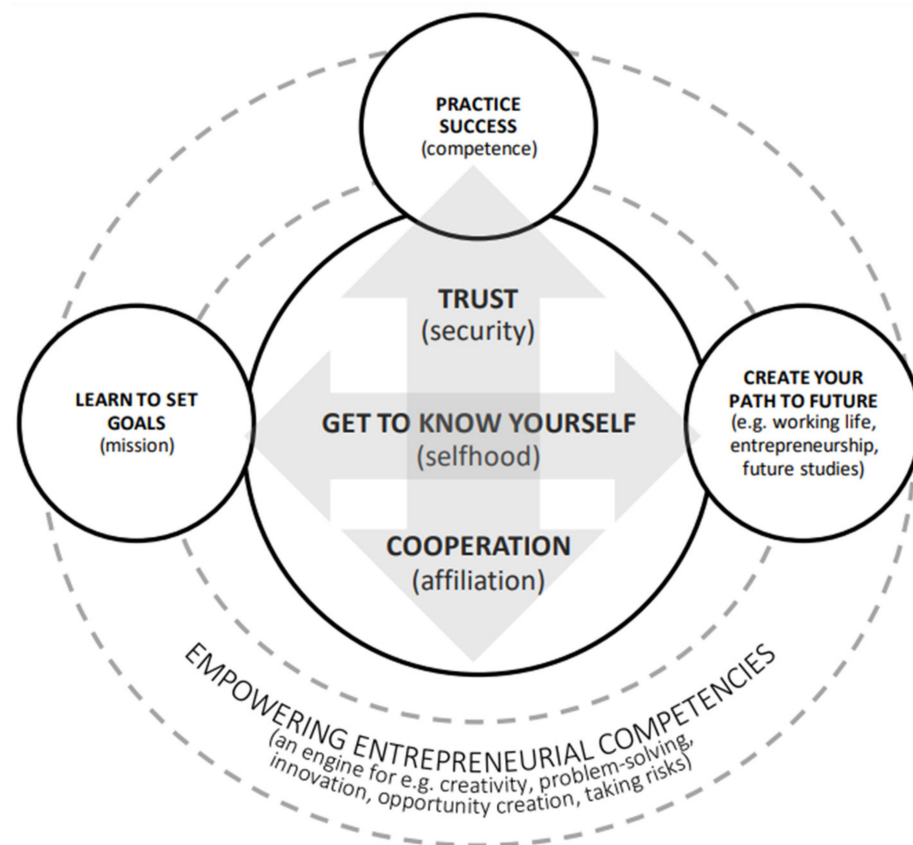 PRACTICE
SUCCESS
(competence)
TRUST
(security)
LEARN TO SET
GOALS
(mission)
GET TO KNOW YOURSELF
(selfhood)
CREATE YOUR
PATH TO FUTURE
(e.g. working life,
entrepreneurship,
future studies)
COOPERATION
(affiliation)
EMPOWERING ENTREPRENEURIAL COMPETENCIES
(an engine for e.g. creativity, problem-solving,
innovation, opportunity creation, taking risks)